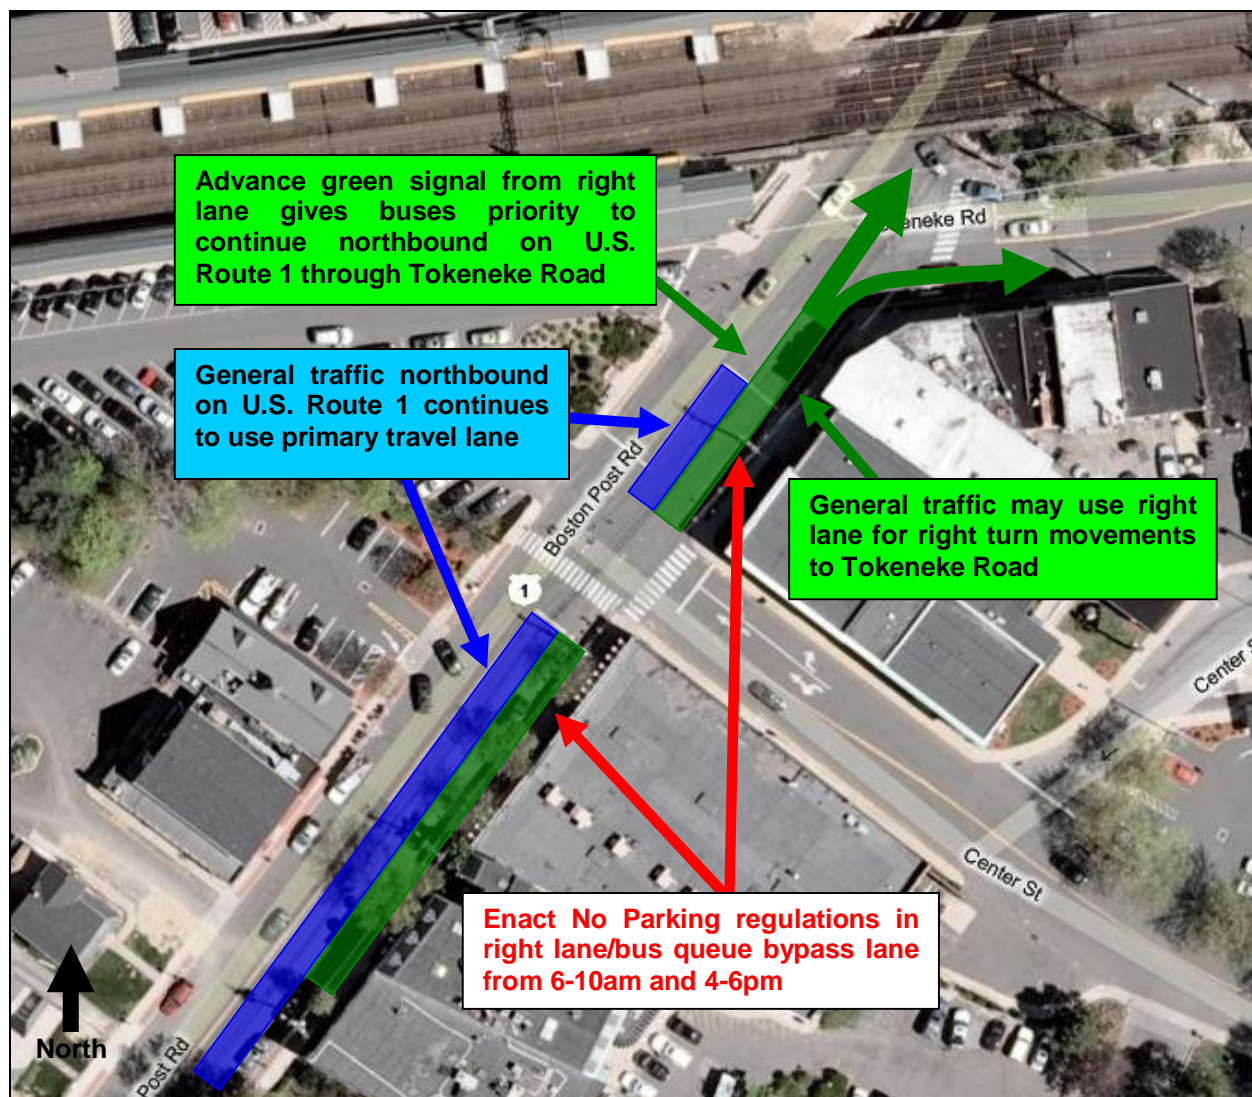 Advance green signal from right
lane gives buses priority to
continue northbound on U.S.
Route 1 through Tokeneke Road
eneke Rd
General traffic northbound
on U.S. Route 1 continues
to use primary travel lane
Boston Post Rd
1
General traffic may use right
lane for right turn movements
to Tokeneke Road
Center S
Center St
Enact No Parking regulations in
right lane/bus queue bypass lane
from 6-10am and 4-6pm
North
Post Rd